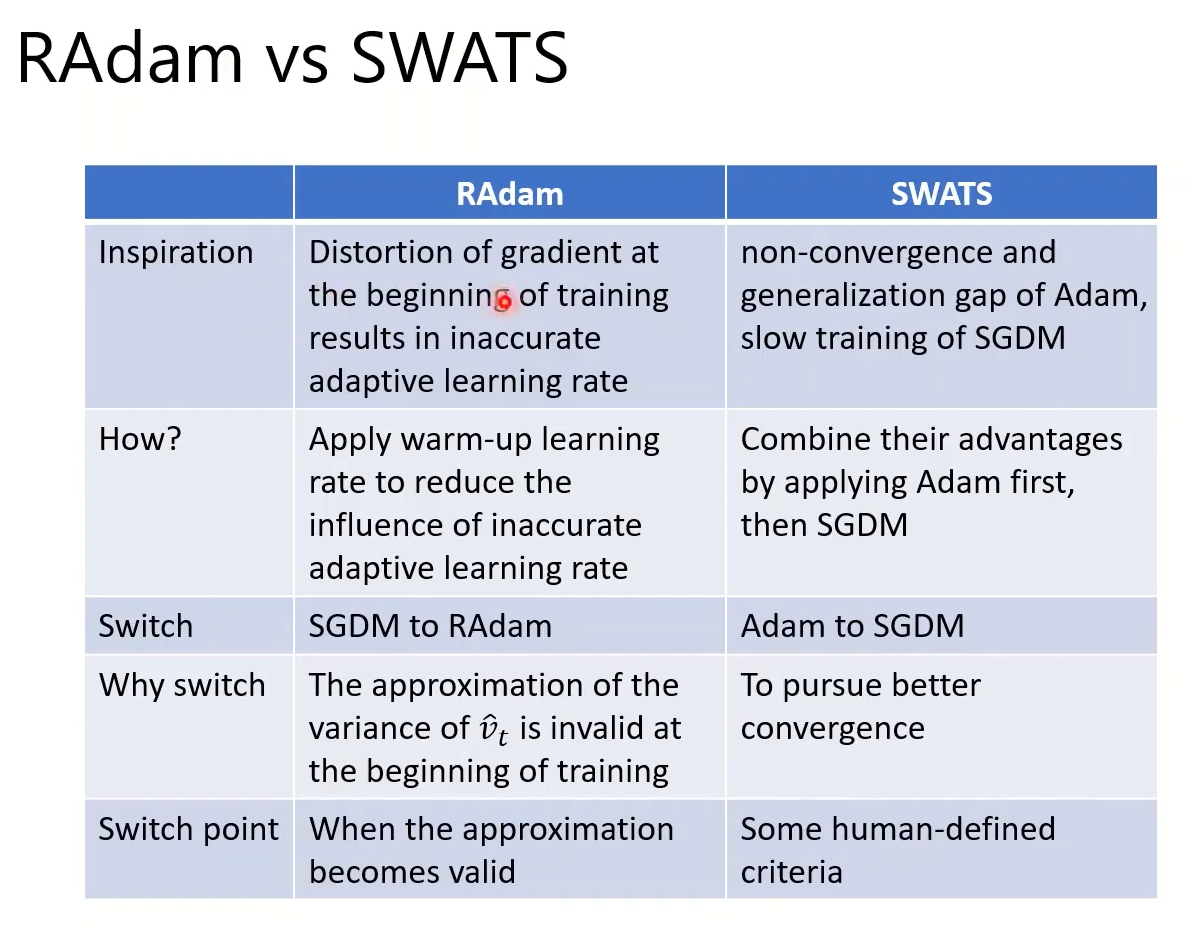 RAdam vs SWATS
RAdam
SWATS
Inspiration
Distortion of gradient at
the beginning of training
results in inaccurate
adaptive learning rate
non-convergence and
generalization gap of Adam,
slow training of SGDM
How?
Apply warm-up learning
rate to reduce the
influence of inaccurate
adaptive learning rate
Combine their advantages
by applying Adam first,
then SGDM
Switch
SGDM to RAdam
Adam to SGDM
Why switch
The approximation of the
variance of v̂ₜ is invalid at
the beginning of training
To pursue better
convergence
Switch point
When the approximation
becomes valid
Some human-defined
criteria